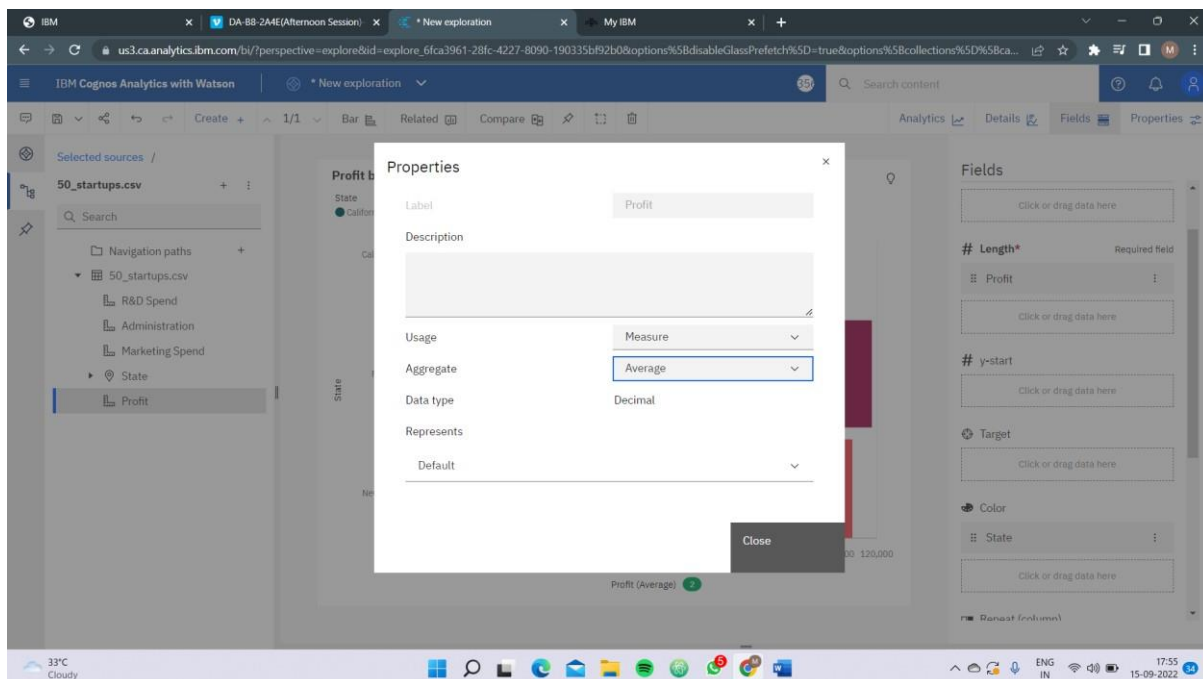 IBM
DA-BB-2A4E(Afternoon Session)
* New exploration
My IBM
us3.ca.analytics.ibm.com/bi/?perspective=explore&id=explore_6fca3961-28fc-4227-8090-190335bf92b0&options%5BdisableGlassPrefetch%5D=true&options%5Bcollections%5D%5Bca...
M
IBM Cognos Analytics with Watson
* New exploration
Search content
Create +
1/1
Bar
Related
Compare
Analytics
Details
Fields
Properties
Selected sources /
50_startups.csv
Search
Navigation paths
50_startups.csv
R&D Spend
Administration
Marketing Spend
State
Profit
Profit b
State
Californ
Cal
State
Ne
120,000
Profit (Average) 2
Properties
Label
Profit
Description
Usage
Measure
Aggregate
Average
Data type
Decimal
Represents
Default
Close
Fields
Click or drag data here
# Length*
Required field
Profit
Click or drag data here
# y-start
Click or drag data here
Target
Click or drag data here
Color
State
Click or drag data here
Repeat (column)
33°C
Cloudy
5
ENG
IN
17:55
15-09-2022
34